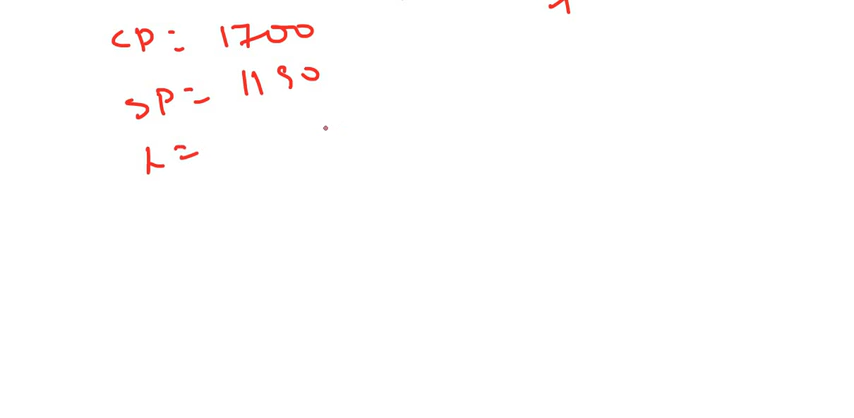 CP = 1700
SP = 1190
L =